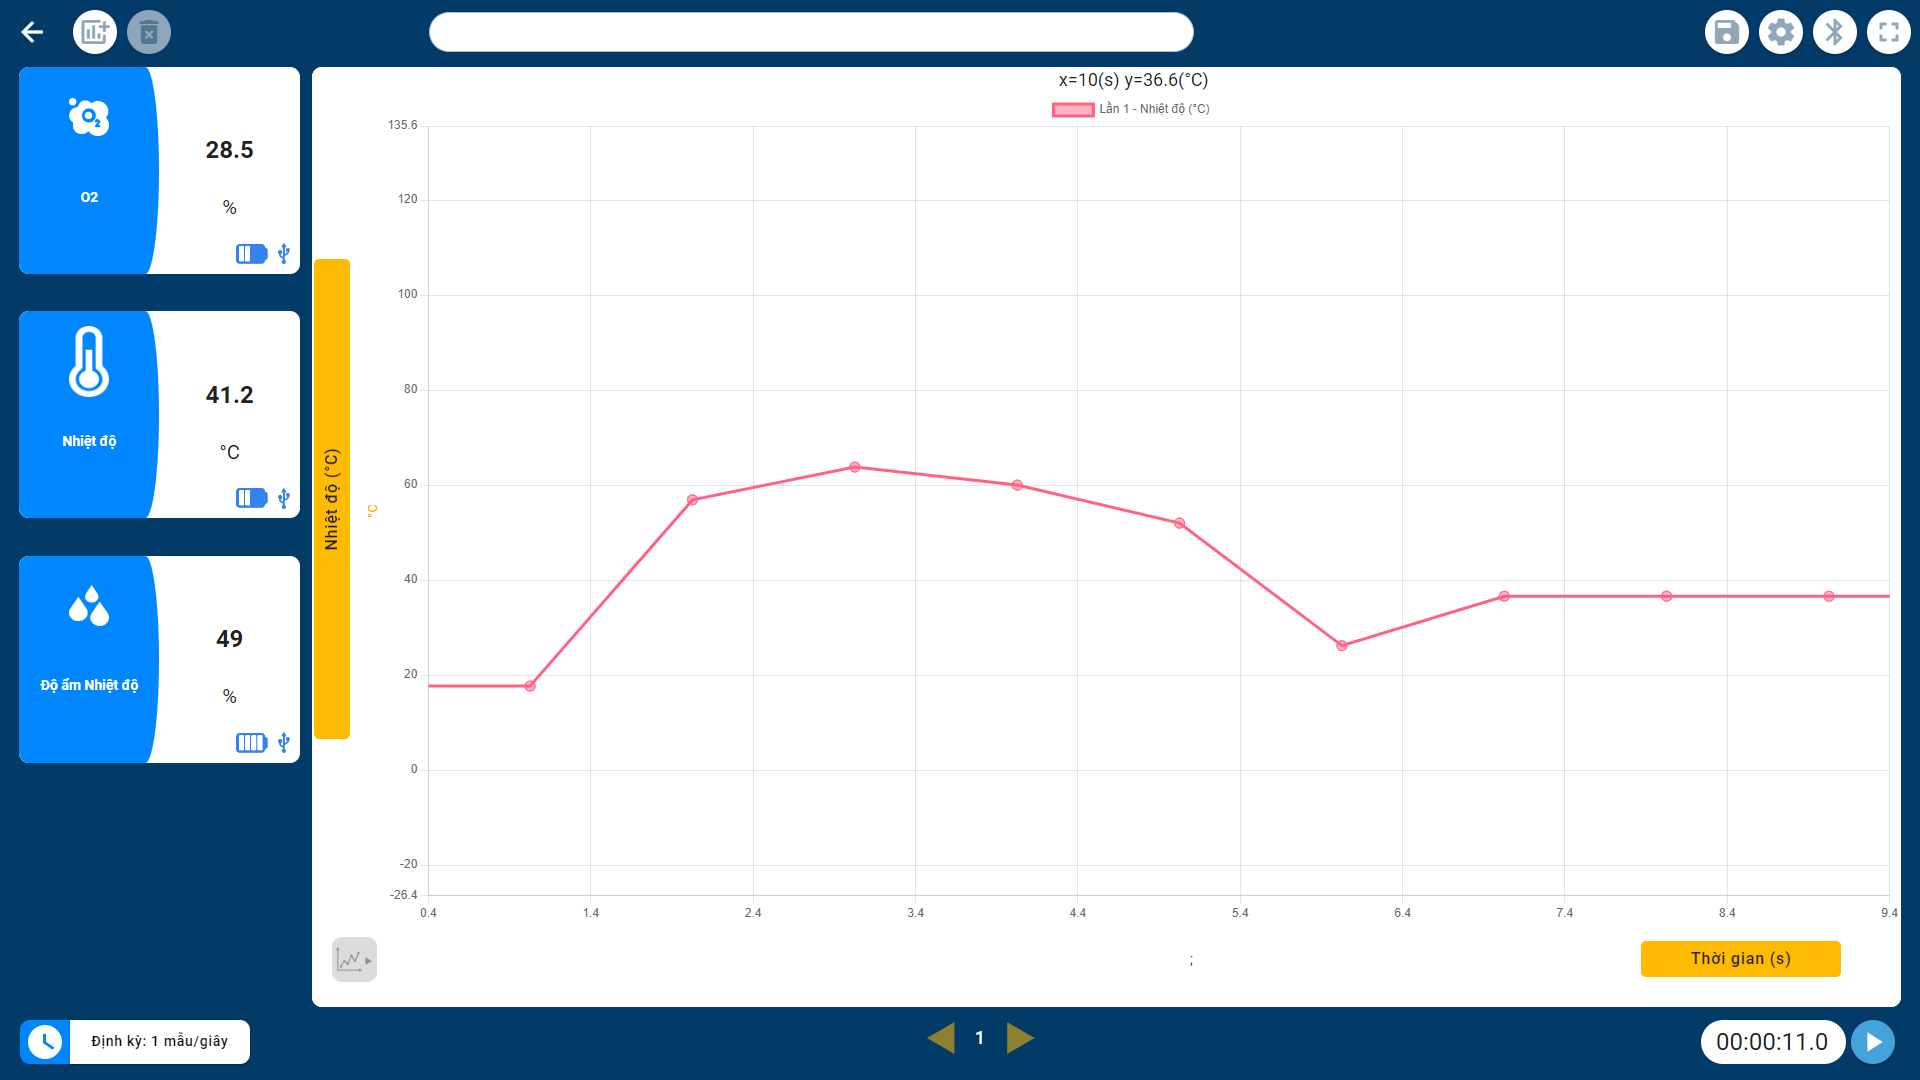 x=10(s) y=36.6(°C)
Lần 1 - Nhiệt độ (°C)
O2
28.5
%
Nhiệt độ
41.2
°C
Độ ẩm Nhiệt độ
49
%
Nhiệt độ (°C)
°C
135.6
120
100
80
60
40
20
0
-20
-26.4
0.4 1.4 2.4 3.4 4.4 5.4 6.4 7.4 8.4 9.4
;
Thời gian (s)
Định kỳ: 1 mẫu/giây
1
00:00:11.0